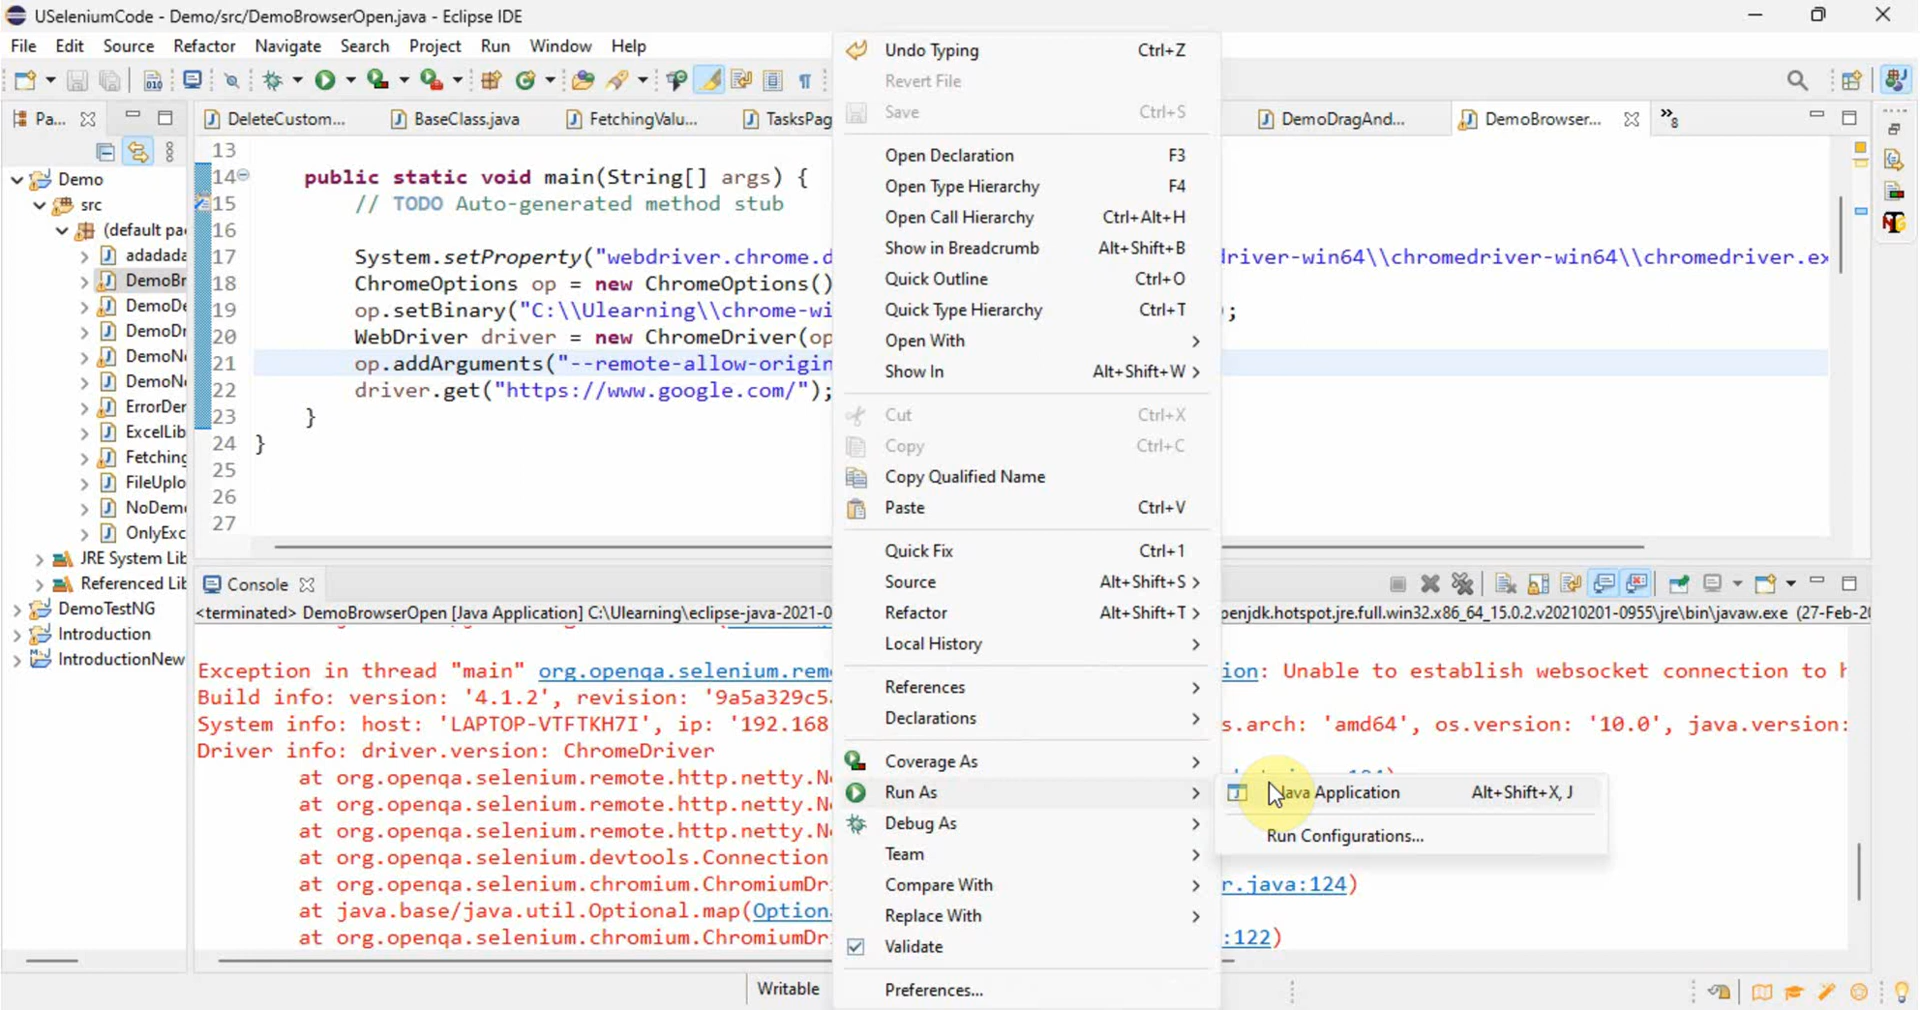 USeleniumCode - Demo/src/DemoBrowserOpen.java - Eclipse IDE
File Edit Source Refactor Navigate Search Project Run Window Help
Pa...
DeleteCustom... BaseClass.java FetchingValu... TasksPag DemoDragAnd... DemoBrowser... »8
Demo
src
(default pa
adadada
DemoBr
DemoDe
DemoDr
DemoNe
DemoN
ErrorDer
ExcelLib
Fetching
FileUplo
NoDem
OnlyExc
JRE System Lib
Referenced Lib
DemoTestNG
Introduction
IntroductionNew
13
14 public static void main(String[] args) {
15 // TODO Auto-generated method stub
16
17 System.setProperty("webdriver.chrome.d river-win64\\chromedriver-win64\\chromedriver.ex
18 ChromeOptions op = new ChromeOptions()
19 op.setBinary("C:\\Ulearning\\chrome-wi ;
20 WebDriver driver = new ChromeDriver(op
21 op.addArguments("--remote-allow-origin
22 driver.get("https://www.google.com/");
23 }
24 }
25
26
27
Undo Typing Ctrl+Z
Revert File
Save Ctrl+S
Open Declaration F3
Open Type Hierarchy F4
Open Call Hierarchy Ctrl+Alt+H
Show in Breadcrumb Alt+Shift+B
Quick Outline Ctrl+O
Quick Type Hierarchy Ctrl+T
Open With
Show In Alt+Shift+W
Cut Ctrl+X
Copy Ctrl+C
Copy Qualified Name
Paste Ctrl+V
Quick Fix Ctrl+1
Source Alt+Shift+S
Refactor Alt+Shift+T
Local History
References
Declarations
Coverage As
Run As
Debug As
Team
Compare With
Replace With
Validate
Preferences...
Java Application Alt+Shift+X, J
Run Configurations...
Console
<terminated> DemoBrowserOpen [Java Application] C:\Ulearning\eclipse-java-2021-0 penjdk.hotspot.jre.full.win32.x86_64_15.0.2.v20210201-0955\jre\bin\javaw.exe (27-Feb-20
Exception in thread "main" org.openqa.selenium.rem ion: Unable to establish websocket connection to h
Build info: version: '4.1.2', revision: '9a5a329c5
System info: host: 'LAPTOP-VTFTKH7I', ip: '192.168 s.arch: 'amd64', os.version: '10.0', java.version:
Driver info: driver.version: ChromeDriver
at org.openqa.selenium.remote.http.netty.Ne
at org.openqa.selenium.remote.http.netty.Ne
at org.openqa.selenium.remote.http.netty.Ne
at org.openqa.selenium.devtools.Connection
at org.openqa.selenium.chromium.ChromiumDr r.java:124)
at java.base/java.util.Optional.map(Option
at org.openqa.selenium.chromium.ChromiumDr :122)
Writable